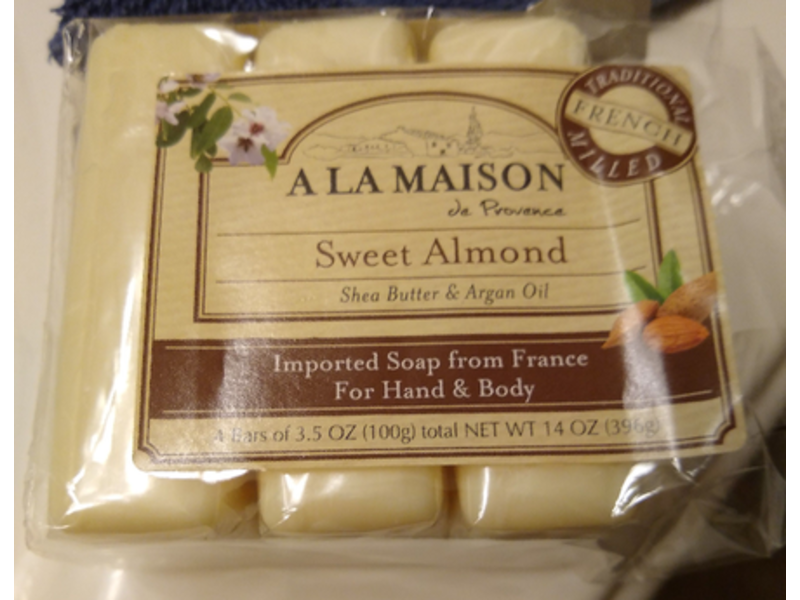 TRADITIONAL
FRENCH
MILLED
A LA MAISON
de Provence
Sweet Almond
Shea Butter & Argan Oil
Imported Soap from France
For Hand & Body
4 Bars of 3.5 OZ (100g) total NET WT 14 OZ (396g)